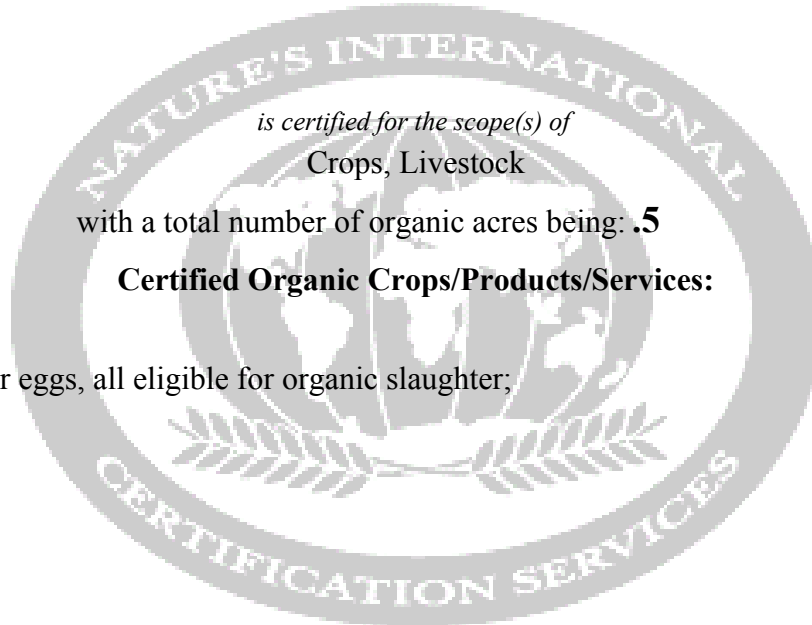 NATURE'S INTERNATIONAL
is certified for the scope(s) of
Crops, Livestock
with a total number of organic acres being: .5
Certified Organic Crops/Products/Services:
r eggs, all eligible for organic slaughter;
CERTIFICATION SERVICES